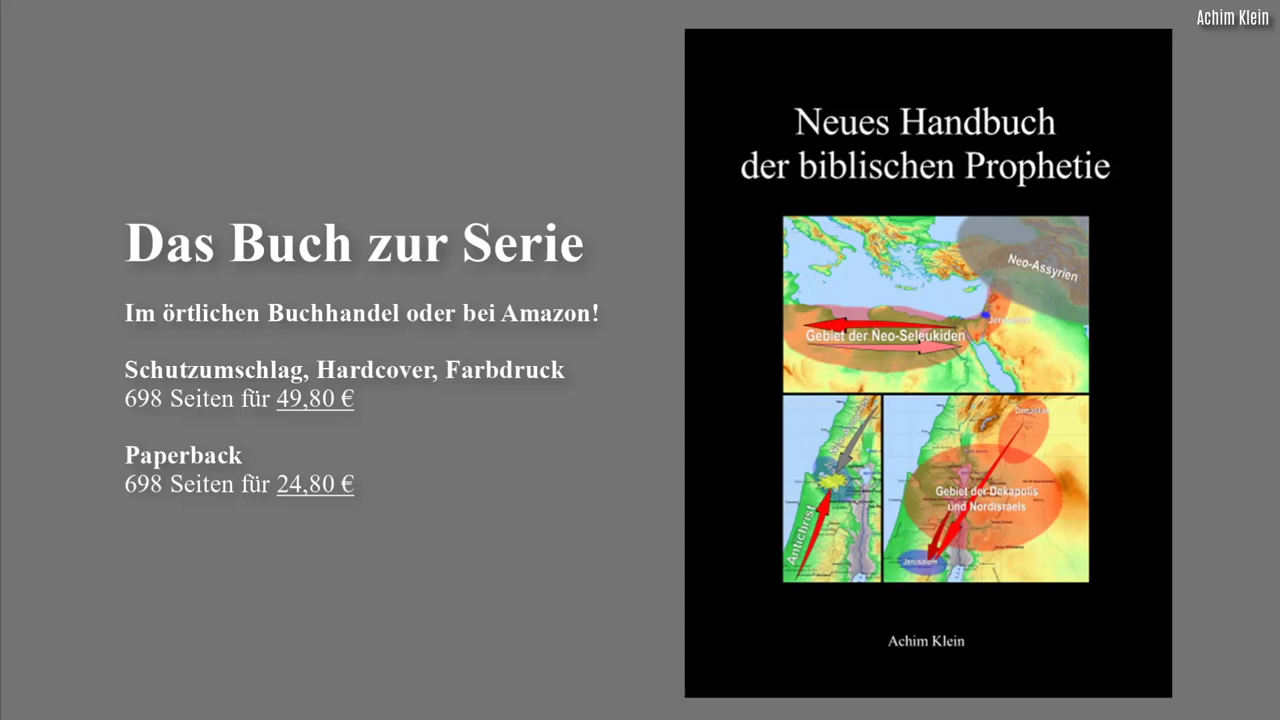 Achim Klein
Das Buch zur Serie
Im örtlichen Buchhandel oder bei Amazon!
Schutzumschlag, Hardcover, Farbdruck
698 Seiten für 49,80 €
Paperback
698 Seiten für 24,80 €
Neues Handbuch
der biblischen Prophetie
Neo-Assyrien
Gebiet der Neo-Seleukiden
Antichrist
Damaskus
Gebiet der Dekapolis
und Nordisraels
Jerusalem
Achim Klein